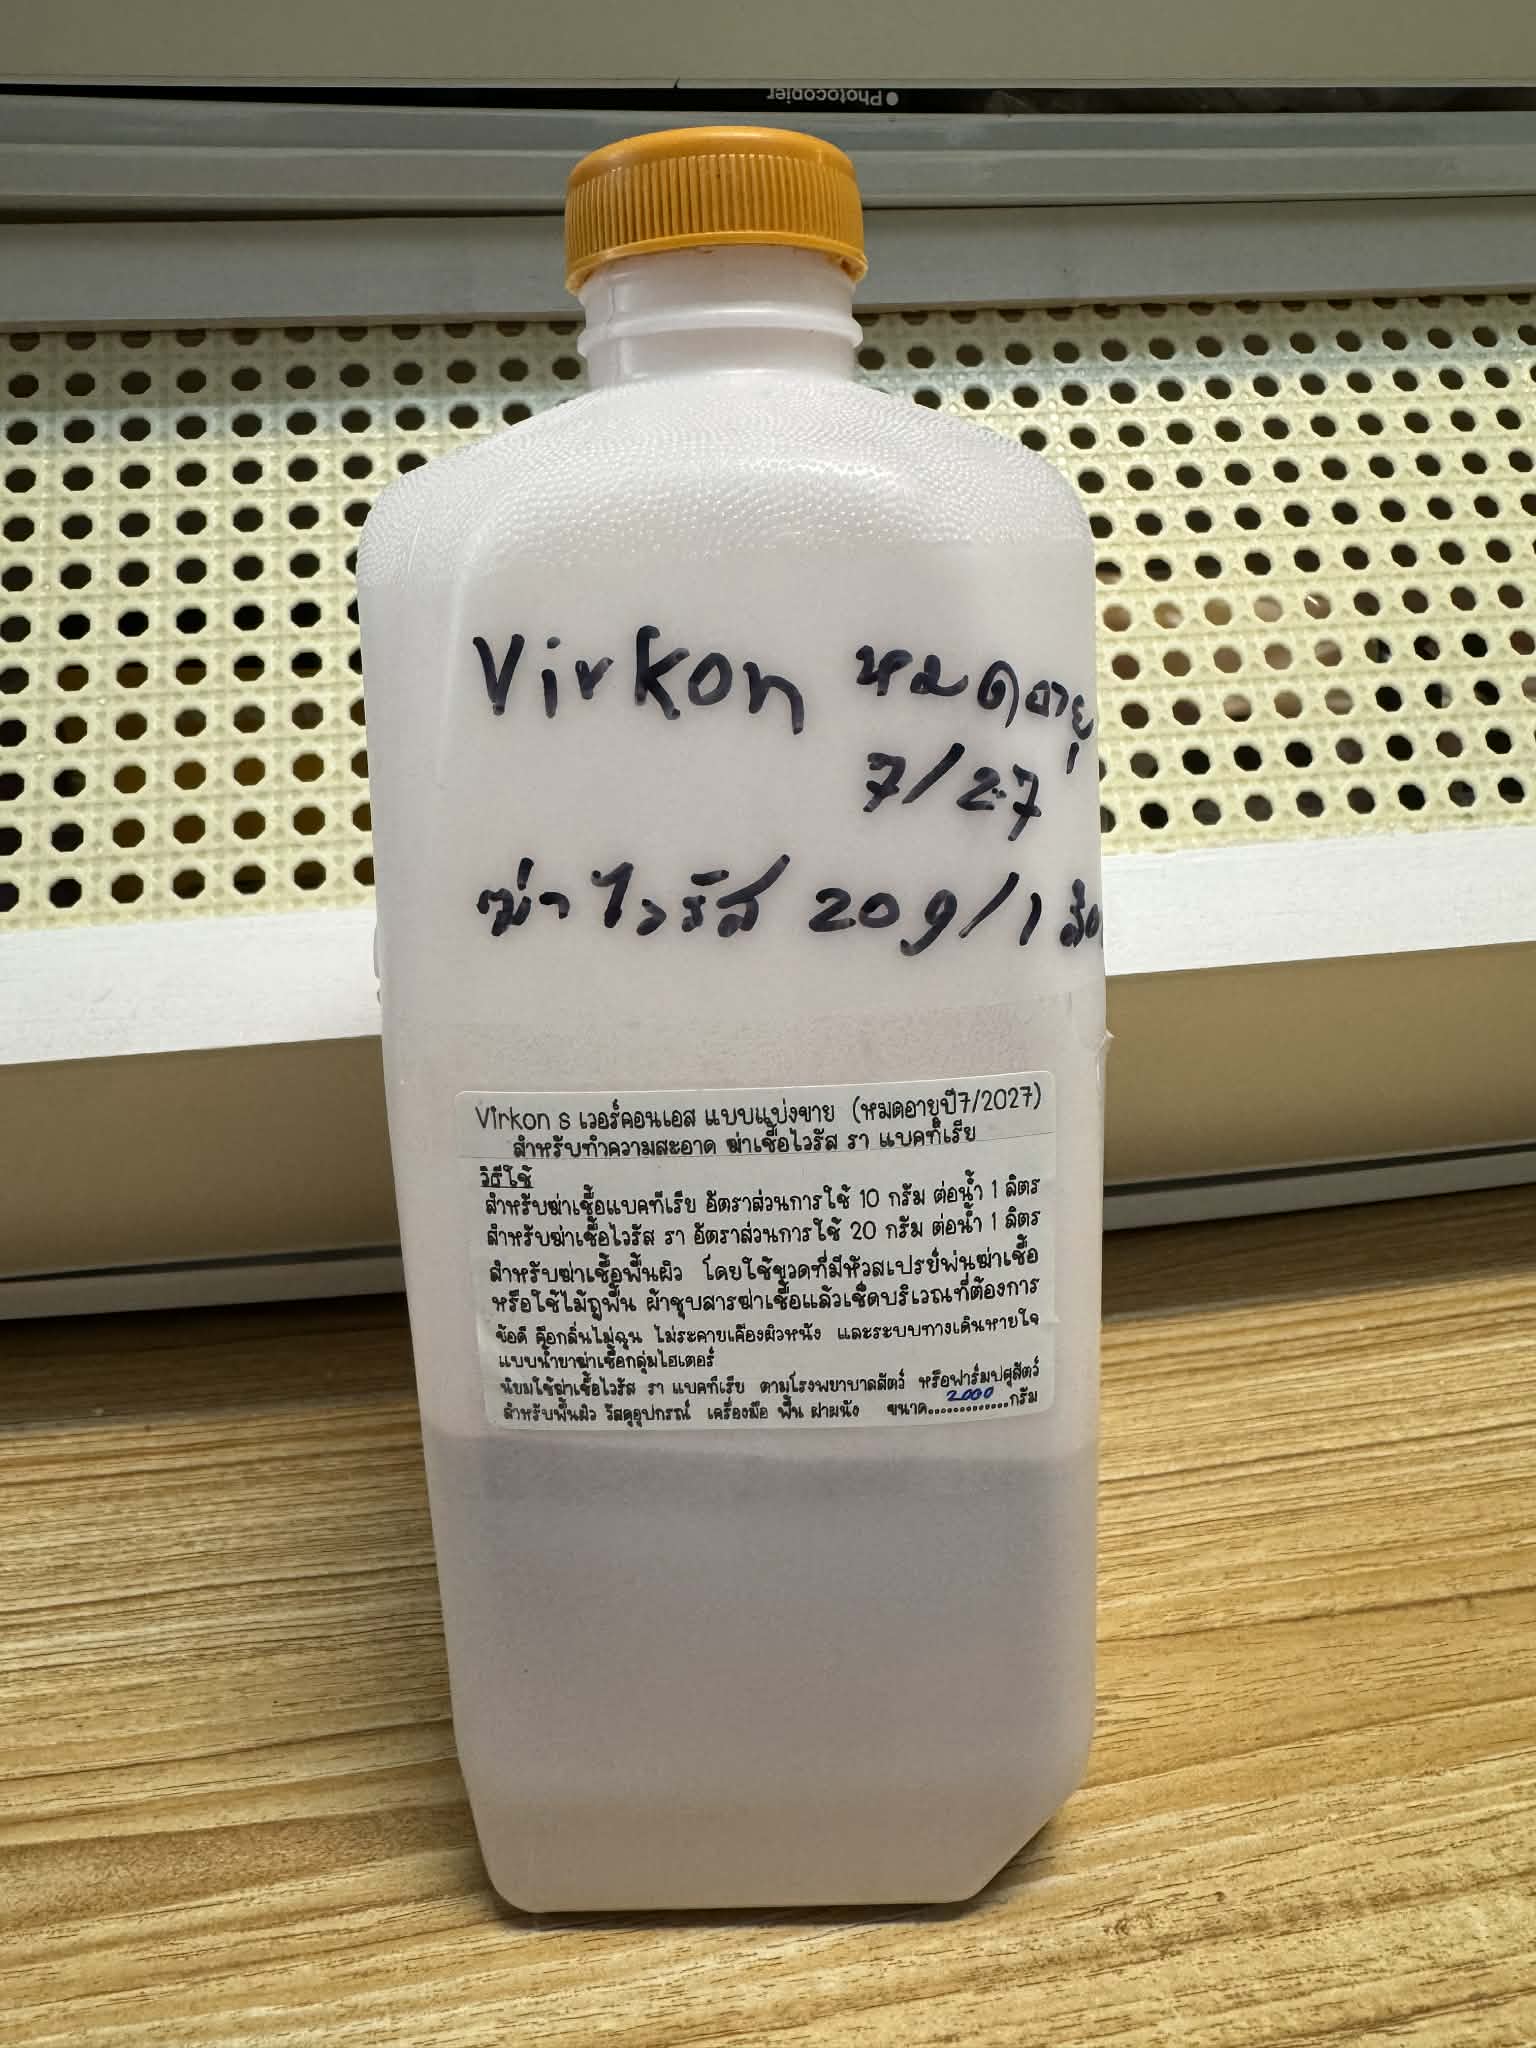 Photocopier
Virkon หมดอายุ
7/27
ฆ่าไวรัส 20g/1 ลิต
Virkon s เวอร์คอนเอส แบบแบ่งขาย (หมดอายุปี7/2027)
สำหรับทำความสะอาด ฆ่าเชื้อไวรัส รา แบคทีเรีย
วิธีใช้
สำหรับฆ่าเชื้อแบคทีเรีย อัตราส่วนการใช้ 10 กรัม ต่อน้ำ 1 ลิตร
สำหรับฆ่าเชื้อไวรัส รา อัตราส่วนการใช้ 20 กรัม ต่อน้ำ 1 ลิตร
สำหรับฆ่าเชื้อพื้นผิว โดยใช้ขวดที่มีหัวสเปรย์พ่นฆ่าเชื้อ
หรือใช้ไม้ถูพื้น ผ้าชุบสารฆ่าเชื้อแล้วเช็ดบริเวณที่ต้องการ
ข้อดี คือกลิ่นไม่ฉุน ไม่ระคายเคืองผิวหนัง และระบบทางเดินหายใจ
แบบน้ำยาฆ่าเชื้อกลุ่มไฮเตอร์
นิยมใช้ฆ่าเชื้อไวรัส รา แบคทีเรีย ตามโรงพยาบาลสัตว์ หรือฟาร์มปศุสัตว์
สำหรับพื้นผิว วัสดุอุปกรณ์ เครื่องมือ พื้น ฝาผนัง ขนาด....2000....กรัม